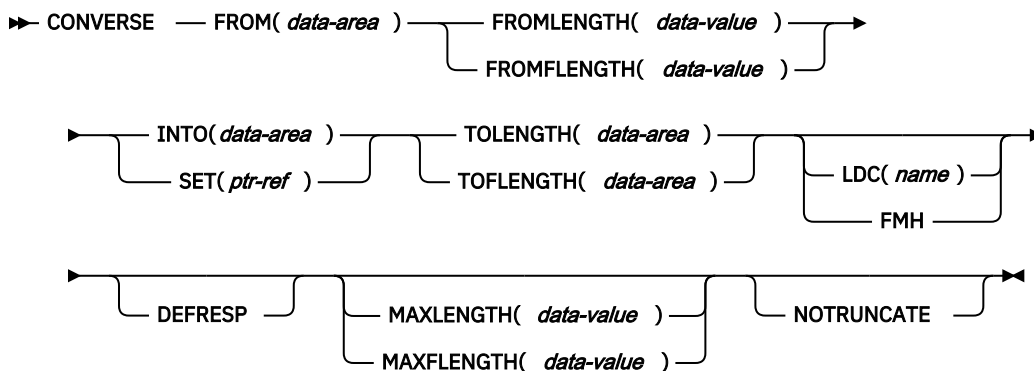 CONVERSE FROM( data-area ) FROMLENGTH( data-value )
FROMFLENGTH( data-value )
INTO( data-area ) TOLENGTH( data-area )
SET( ptr-ref ) TOFLENGTH( data-area ) LDC( name )
FMH
DEFRESP MAXLENGTH( data-value ) NOTRUNCATE
MAXFLENGTH( data-value )